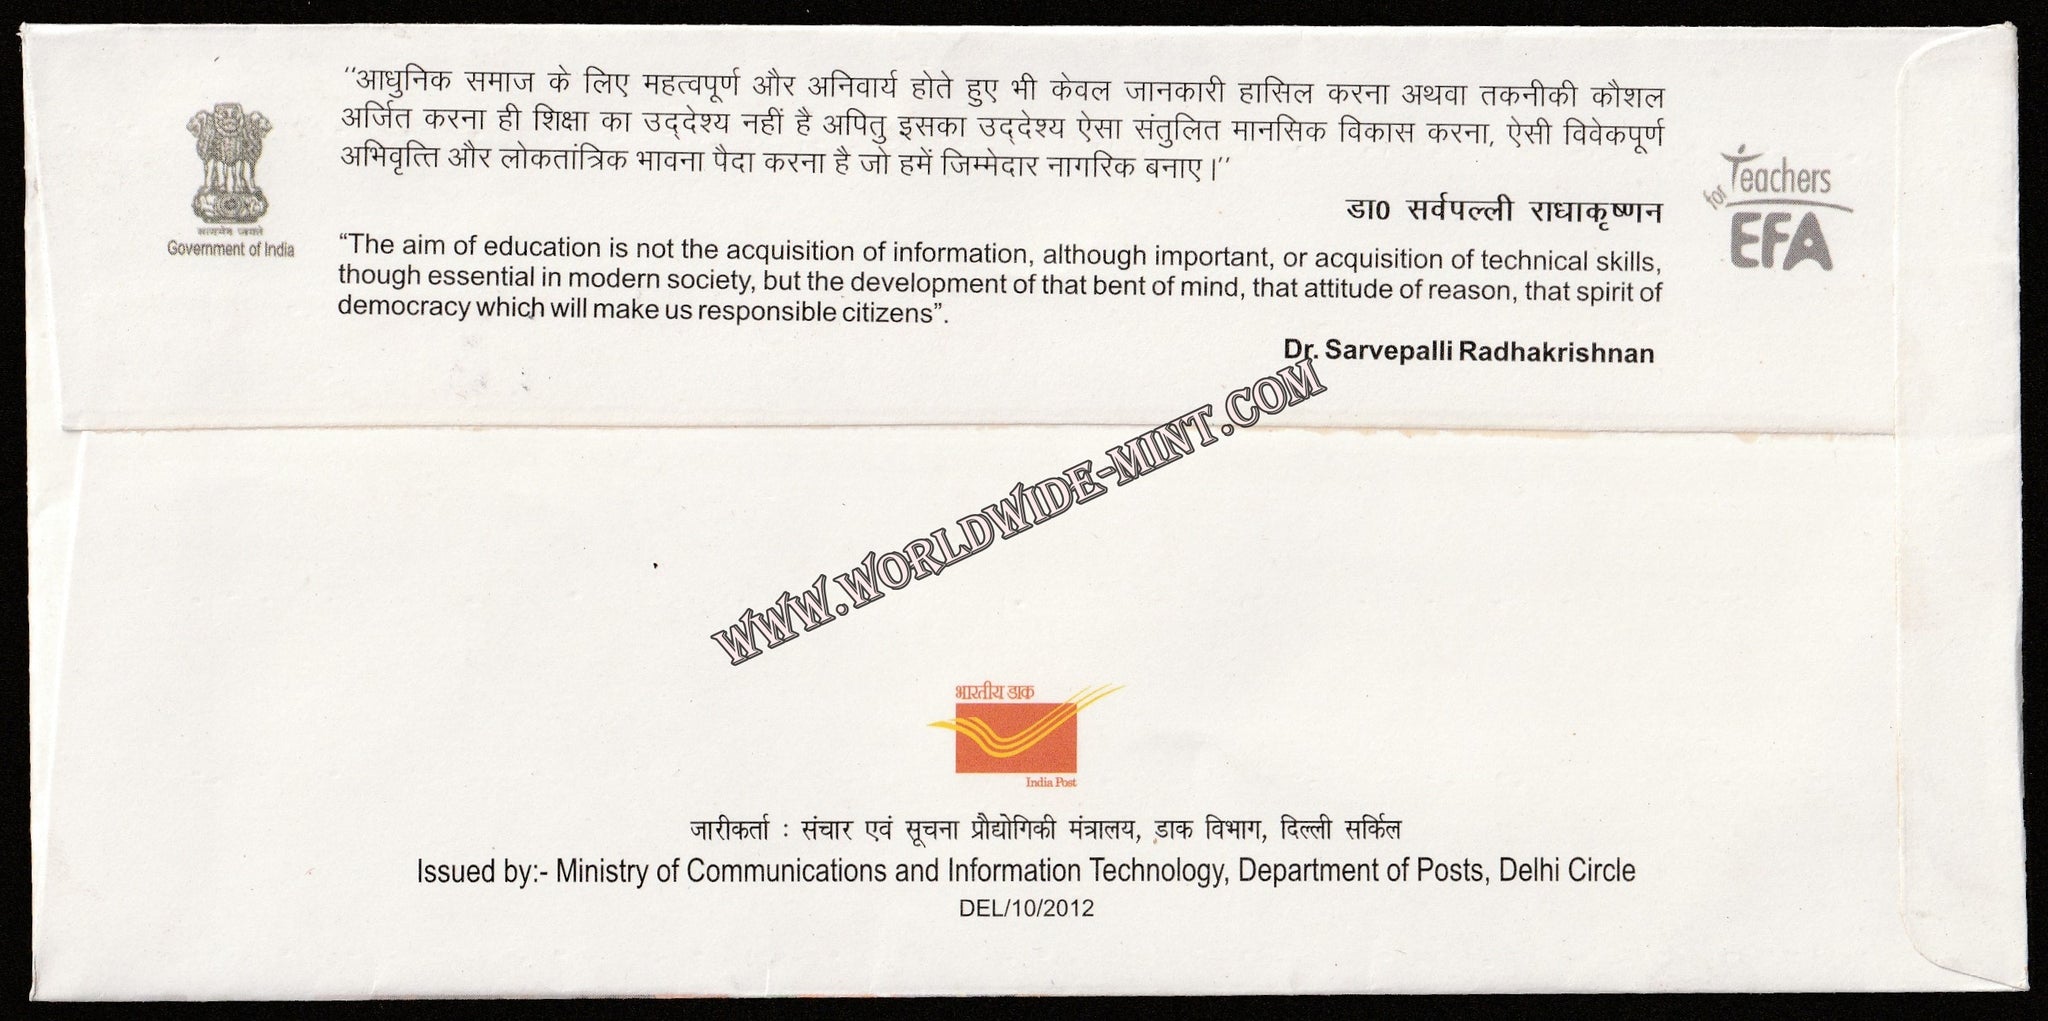 "आधुनिक समाज के लिए महत्वपूर्ण और अनिवार्य होते हुए भी केवल जानकारी हासिल करना अथवा तकनीकी कौशल
अर्जित करना ही शिक्षा का उद्देश्य नहीं है अपितु इसका उद्देश्य ऐसा संतुलित मानसिक विकास करना, ऐसी विवेकपूर्ण
अभिवृत्ति और लोकतांत्रिक भावना पैदा करना है जो हमें जिम्मेदार नागरिक बनाए।"
डा0 सर्वपल्ली राधाकृष्णन
सत्यमेव जयते
Government of India
"The aim of education is not the acquisition of information, although important, or acquisition of technical skills,
though essential in modern society, but the development of that bent of mind, that attitude of reason, that spirit of
democracy which will make us responsible citizens".
Dr. Sarvepalli Radhakrishnan
Teachers
for
EFA
WWW.WORLDWIDE-MINT.COM
भारतीय डाक
India Post
जारीकर्ता : संचार एवं सूचना प्रौद्योगिकी मंत्रालय, डाक विभाग, दिल्ली सर्किल
Issued by:- Ministry of Communications and Information Technology, Department of Posts, Delhi Circle
DEL/10/2012